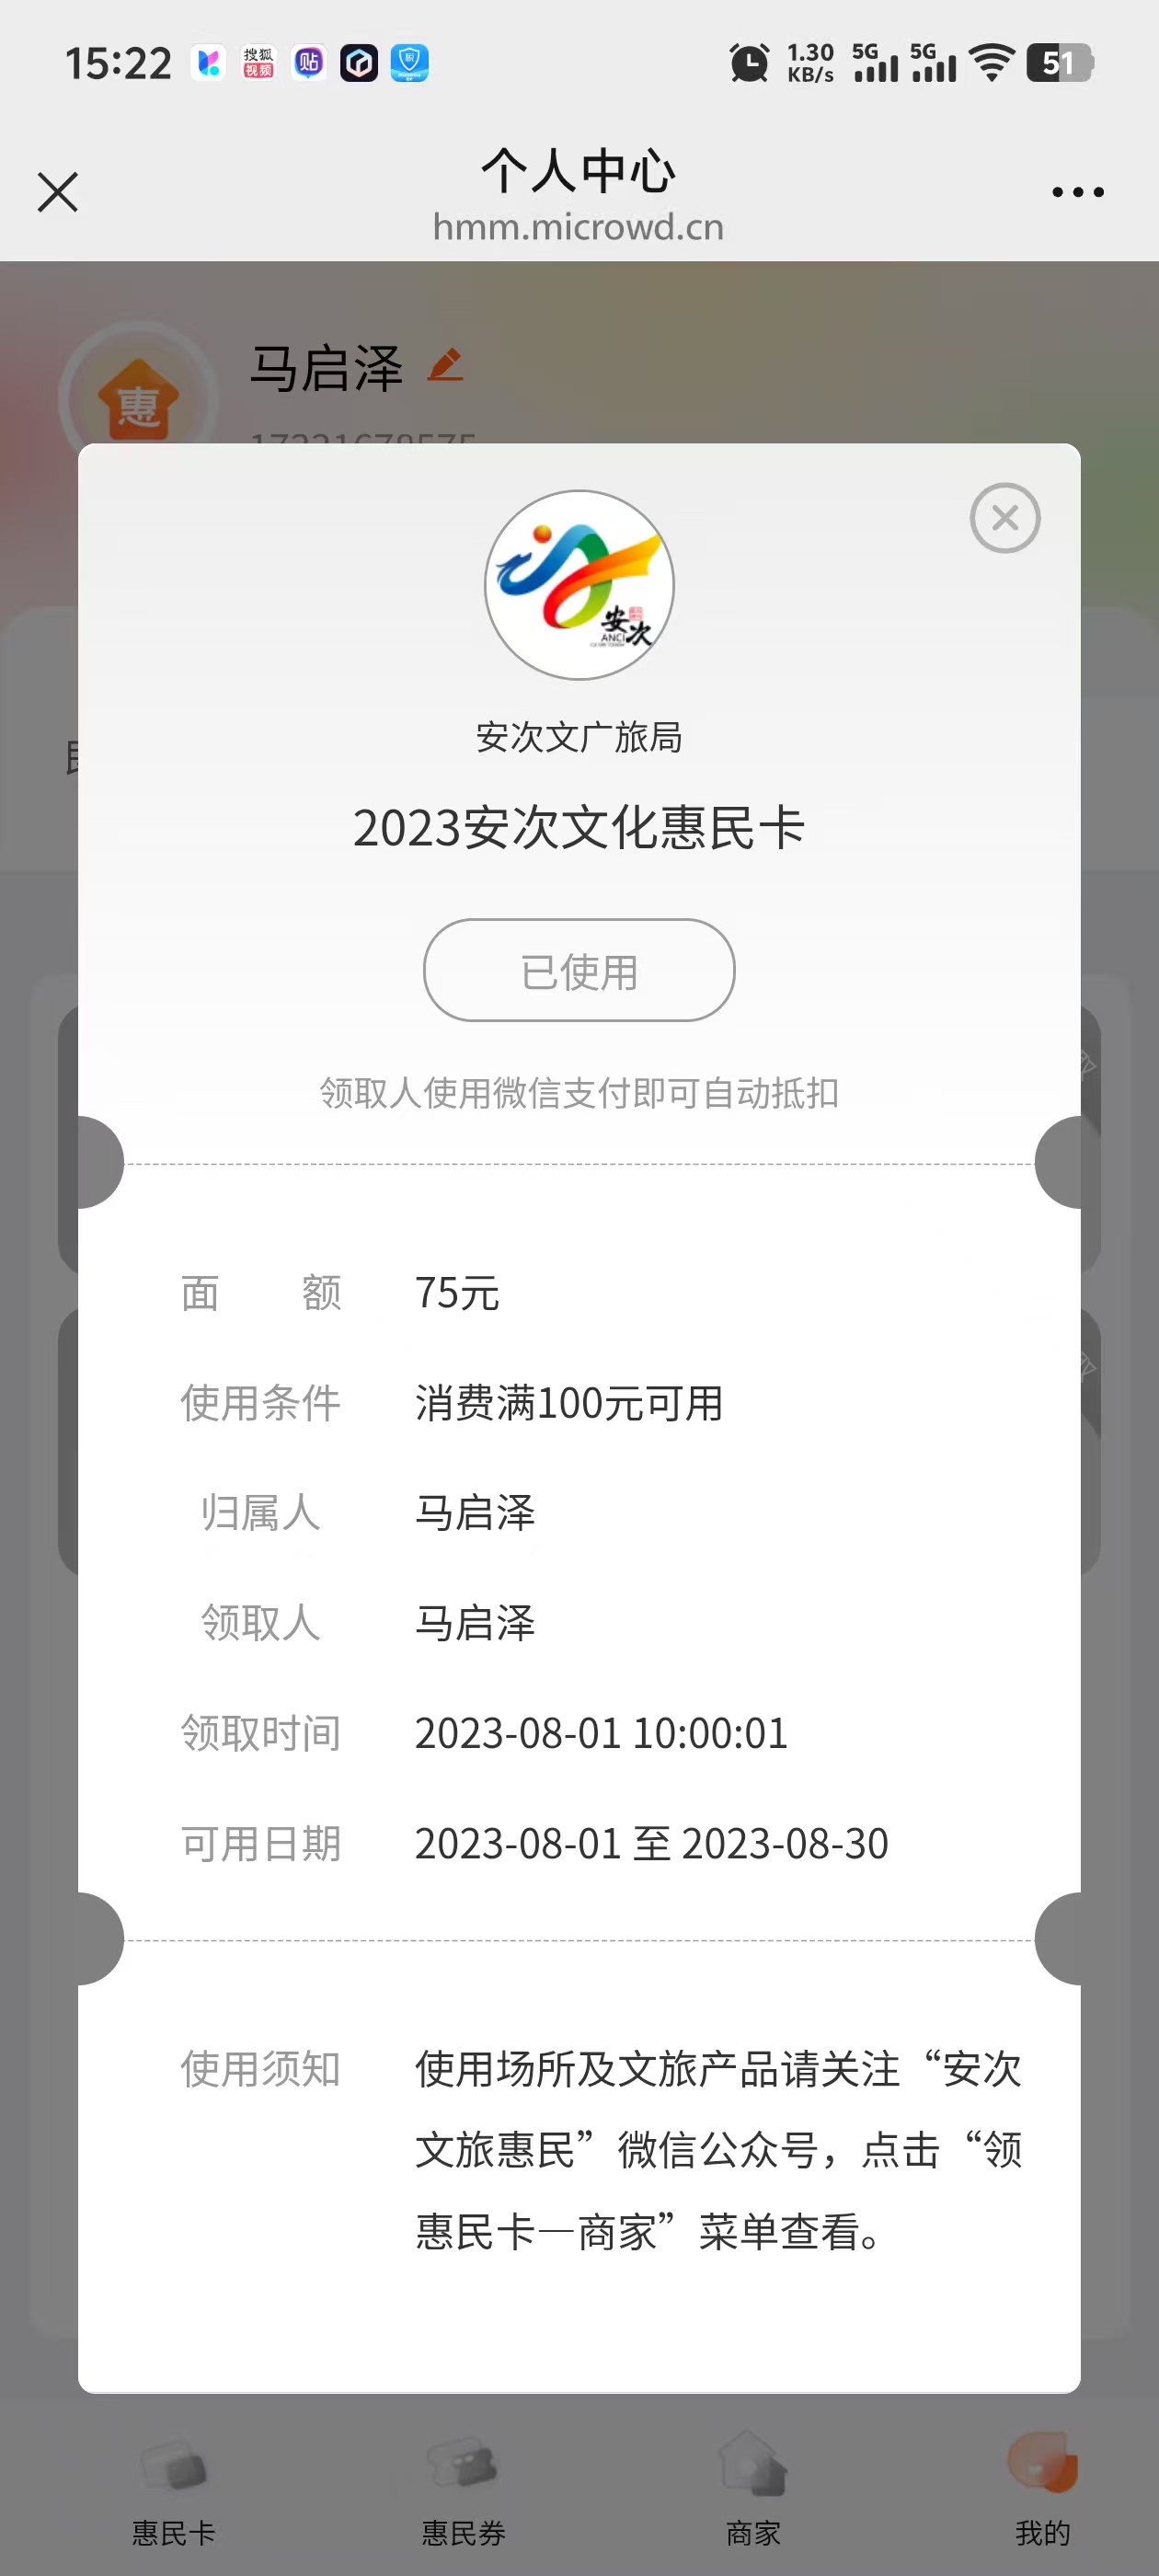 15:22
搜狐
视频
贴
1.30
KB/s
5G
5G
51
个人中心
hmm.microwd.cn
惠
马启泽
安次
ANCI
安次文广旅局
2023安次文化惠民卡
已使用
领取人使用微信支付即可自动抵扣
面 额 75元
使用条件 消费满100元可用
归属人 马启泽
领取人 马启泽
领取时间 2023-08-01 10:00:01
可用日期 2023-08-01 至 2023-08-30
使用须知 使用场所及文旅产品请关注“安次
文旅惠民”微信公众号，点击“领
惠民卡—商家”菜单查看。
惠民卡 惠民券 商家 我的